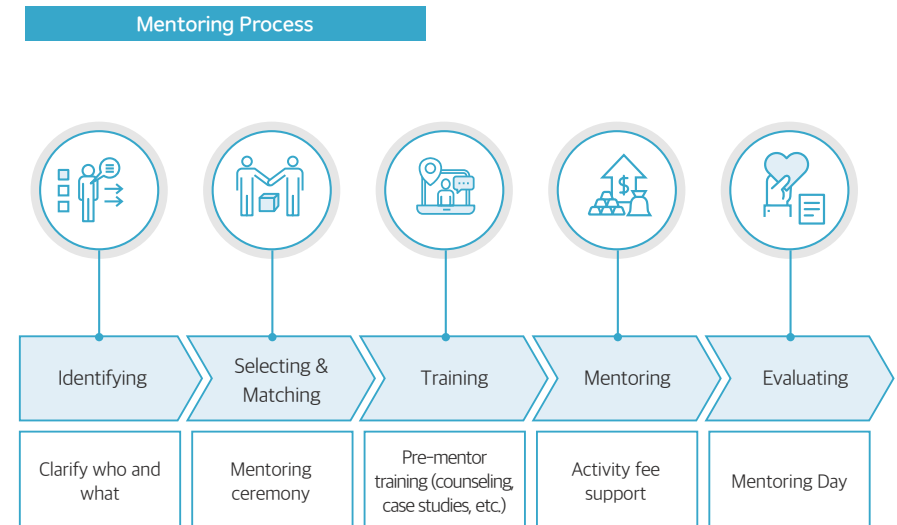 Mentoring Process
Identifying
Selecting &
Matching
Training
Mentoring
Evaluating
Clarify who and
what
Mentoring
ceremony
Pre-mentor
training (counseling,
case studies, etc.)
Activity fee
support
Mentoring Day